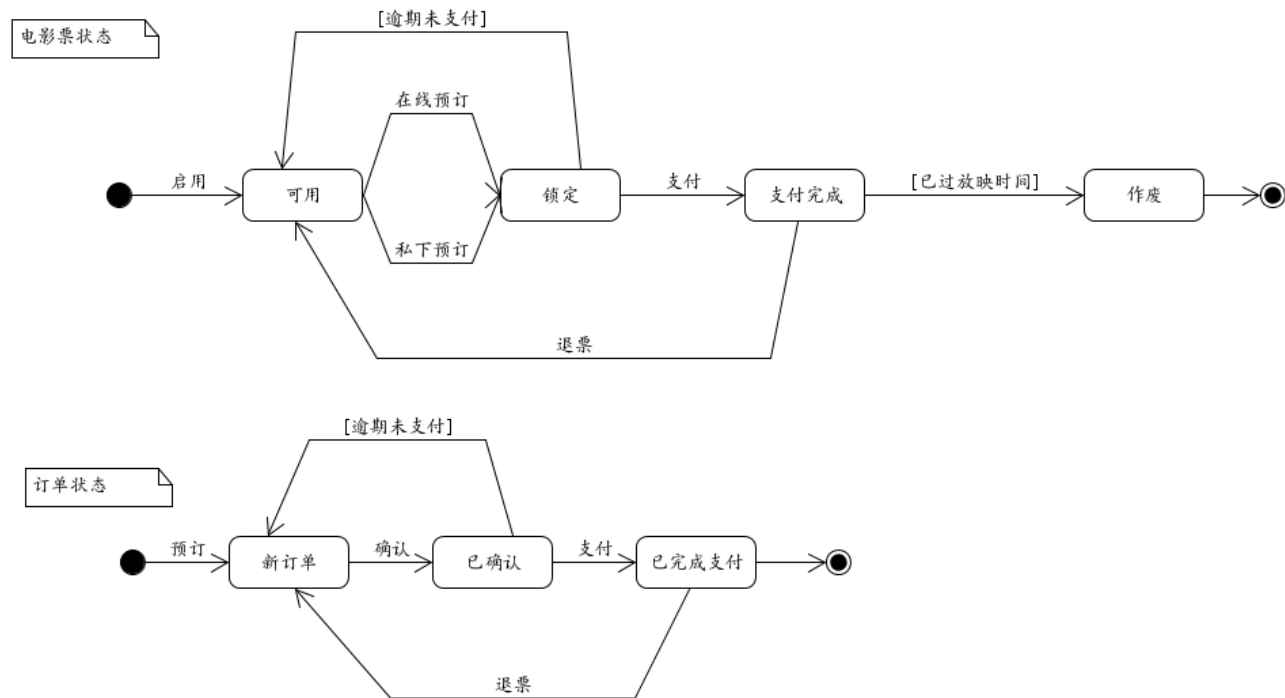 [逾期未支付]
电影票状态
在线预订
启用
可用
锁定
支付
支付完成
[已过放映时间]
作废
私下预订
退票
[逾期未支付]
订单状态
预订
新订单
确认
已确认
支付
已完成支付
退票